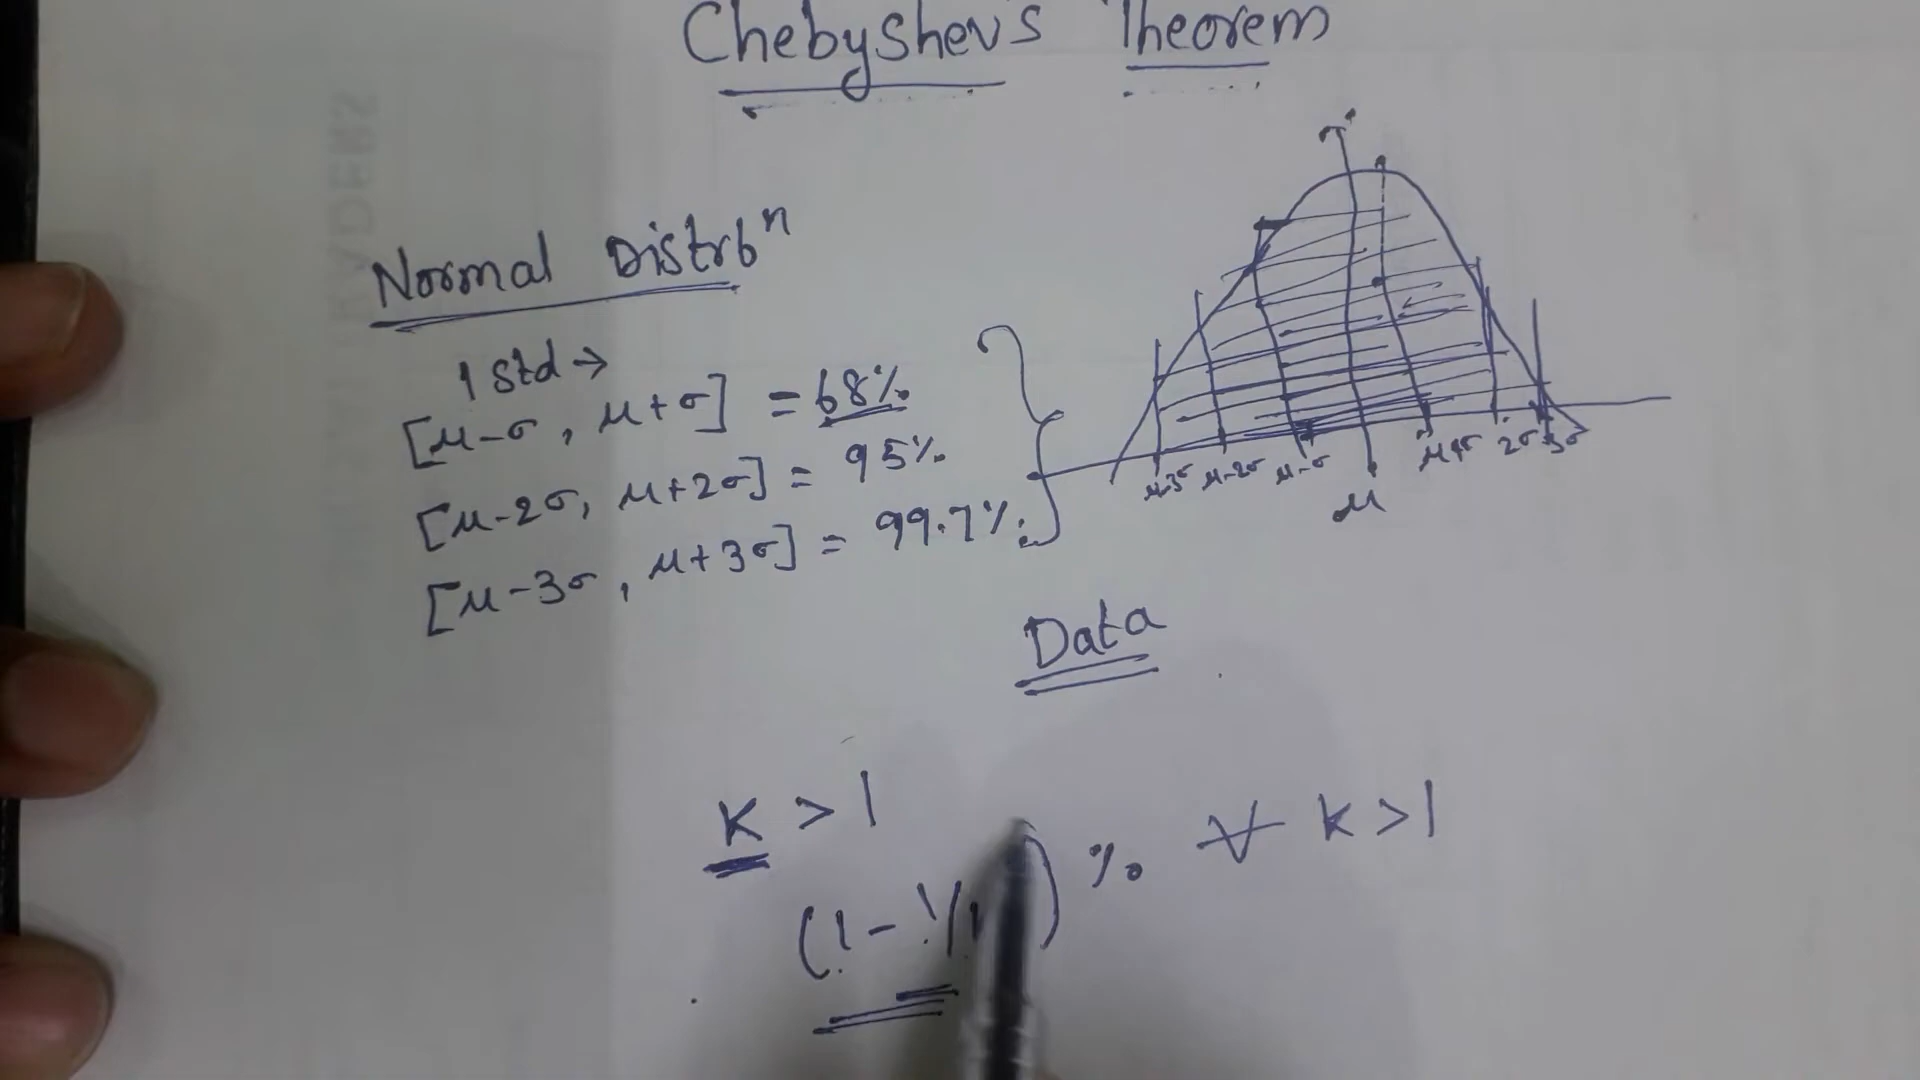 Chebyshev's Theorem
Normal Distrbⁿ
1 Std →
[μ-σ, μ+σ] = 68%
[μ-2σ, μ+2σ] = 95%
[μ-3σ, μ+3σ] = 99.7%
μ-3σ μ-2σ μ-σ μ μ+σ 2σ 3σ
Data
K > 1
(1 - 1/ ) % ∀ k > 1